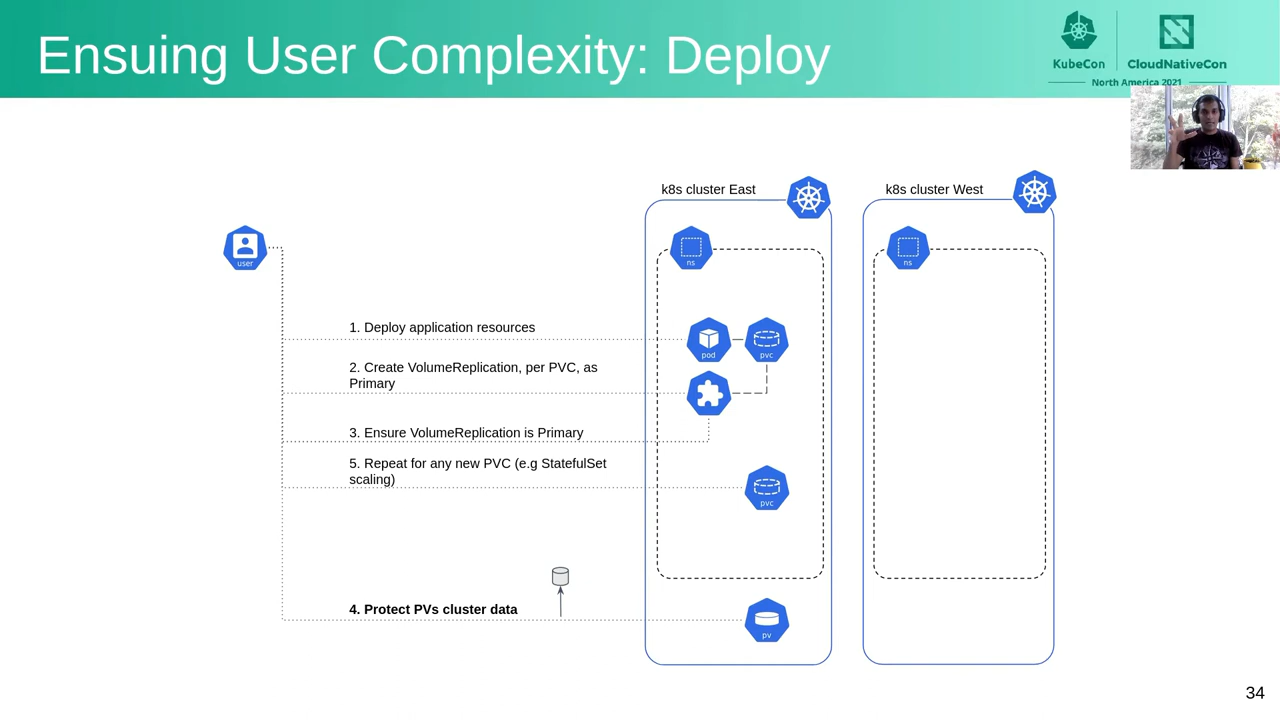 Ensuing User Complexity: Deploy
KubeCon
CloudNativeCon
North America 2021
k8s cluster East
k8s cluster West
user
ns
ns
1. Deploy application resources
pod
pvc
2. Create VolumeReplication, per PVC, as
Primary
3. Ensure VolumeReplication is Primary
5. Repeat for any new PVC (e.g StatefulSet
scaling)
pvc
4. Protect PVs cluster data
pv
34